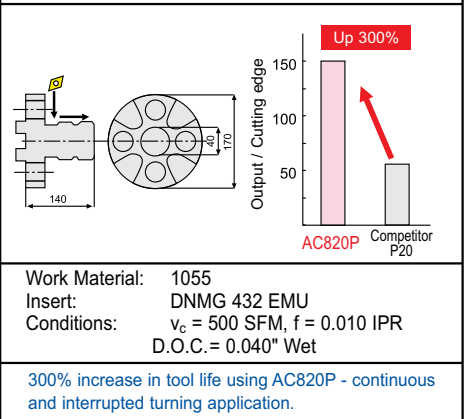 Up 300%
Output / Cutting edge
150
100
50
AC820P
Competitor
P20
140
40
170
Work Material: 1055
Insert: DNMG 432 EMU
Conditions: vc = 500 SFM, f = 0.010 IPR
D.O.C.= 0.040" Wet
300% increase in tool life using AC820P - continuous
and interrupted turning application.